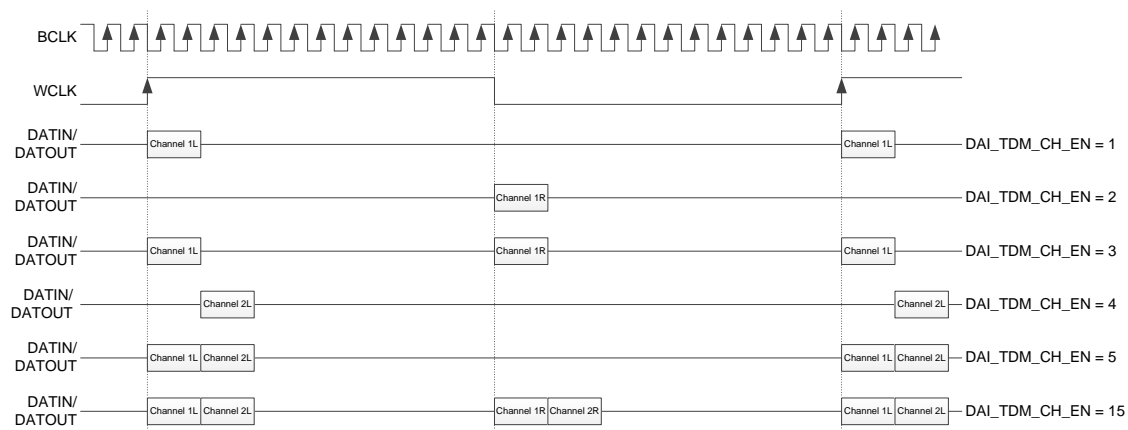 BCLK
WCLK
DATIN/
DATOUT
Channel 1L
Channel 1L
DAI_TDM_CH_EN = 1
DATIN/
DATOUT
Channel 1R
DAI_TDM_CH_EN = 2
DATIN/
DATOUT
Channel 1L
Channel 1R
Channel 1L
DAI_TDM_CH_EN = 3
DATIN/
DATOUT
Channel 2L
Channel 2L
DAI_TDM_CH_EN = 4
DATIN/
DATOUT
Channel 1L
Channel 2L
Channel 1L
Channel 2L
DAI_TDM_CH_EN = 5
DATIN/
DATOUT
Channel 1L
Channel 2L
Channel 1R
Channel 2R
Channel 1L
Channel 2L
DAI_TDM_CH_EN = 15